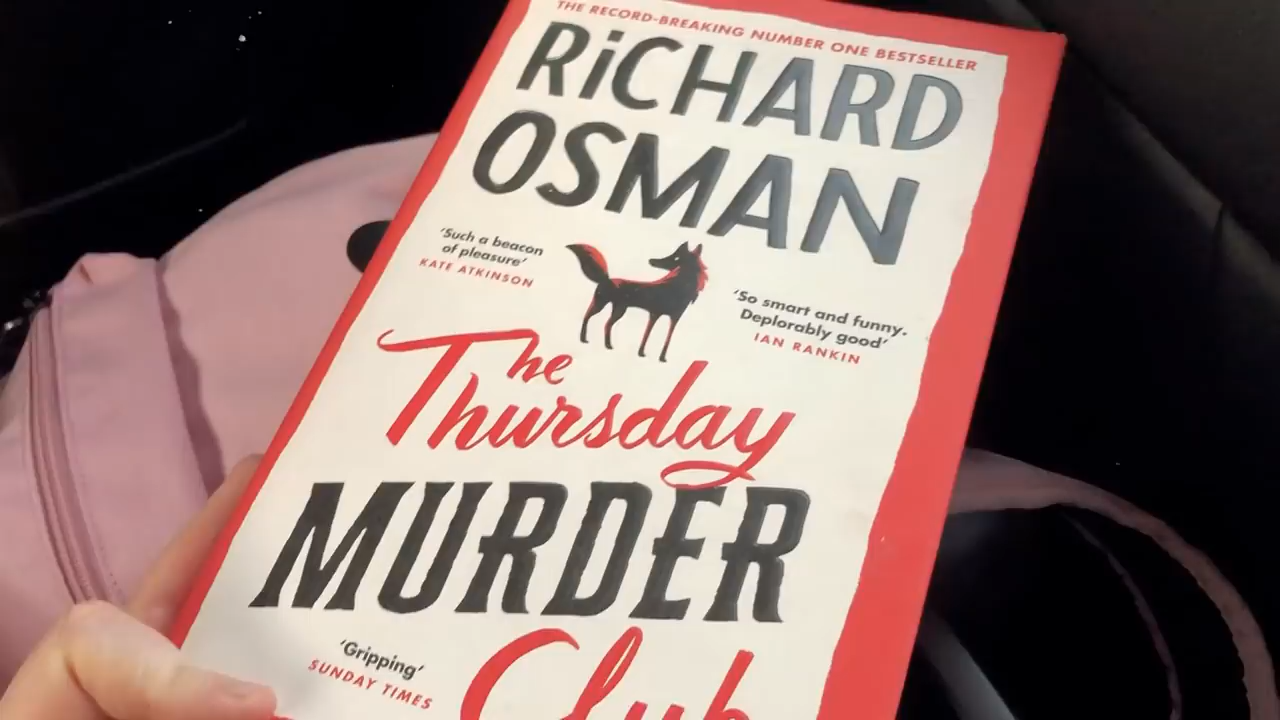 THE RECORD-BREAKING NUMBER ONE BESTSELLER
RiCHARD
OSMAN
'Such a beacon
of pleasure'
KATE ATKINSON
'So smart and funny.
Deplorably good'
IAN RANKIN
The
Thursday
MURDER
Club
'Gripping'
SUNDAY TIMES